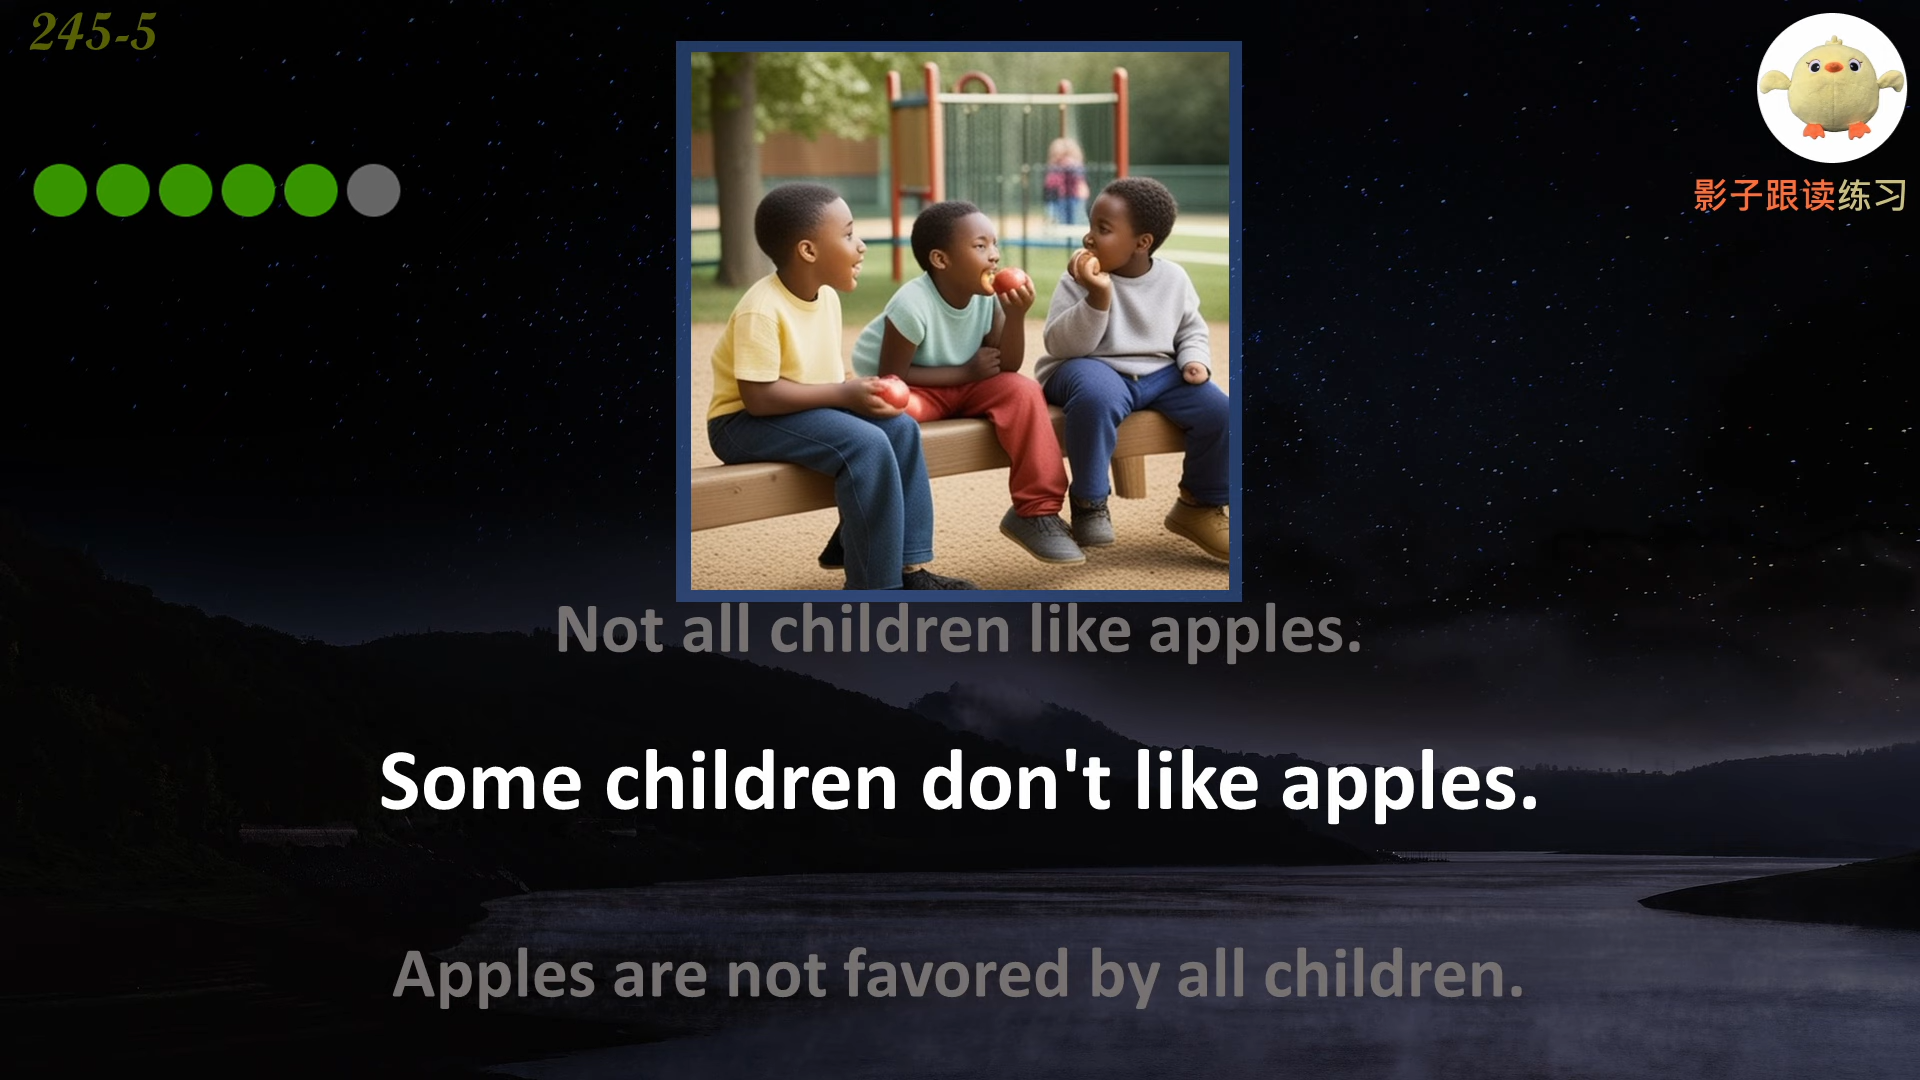 245-5
影子跟读练习
Not all children like apples.
Some children don't like apples.
Apples are not favored by all children.